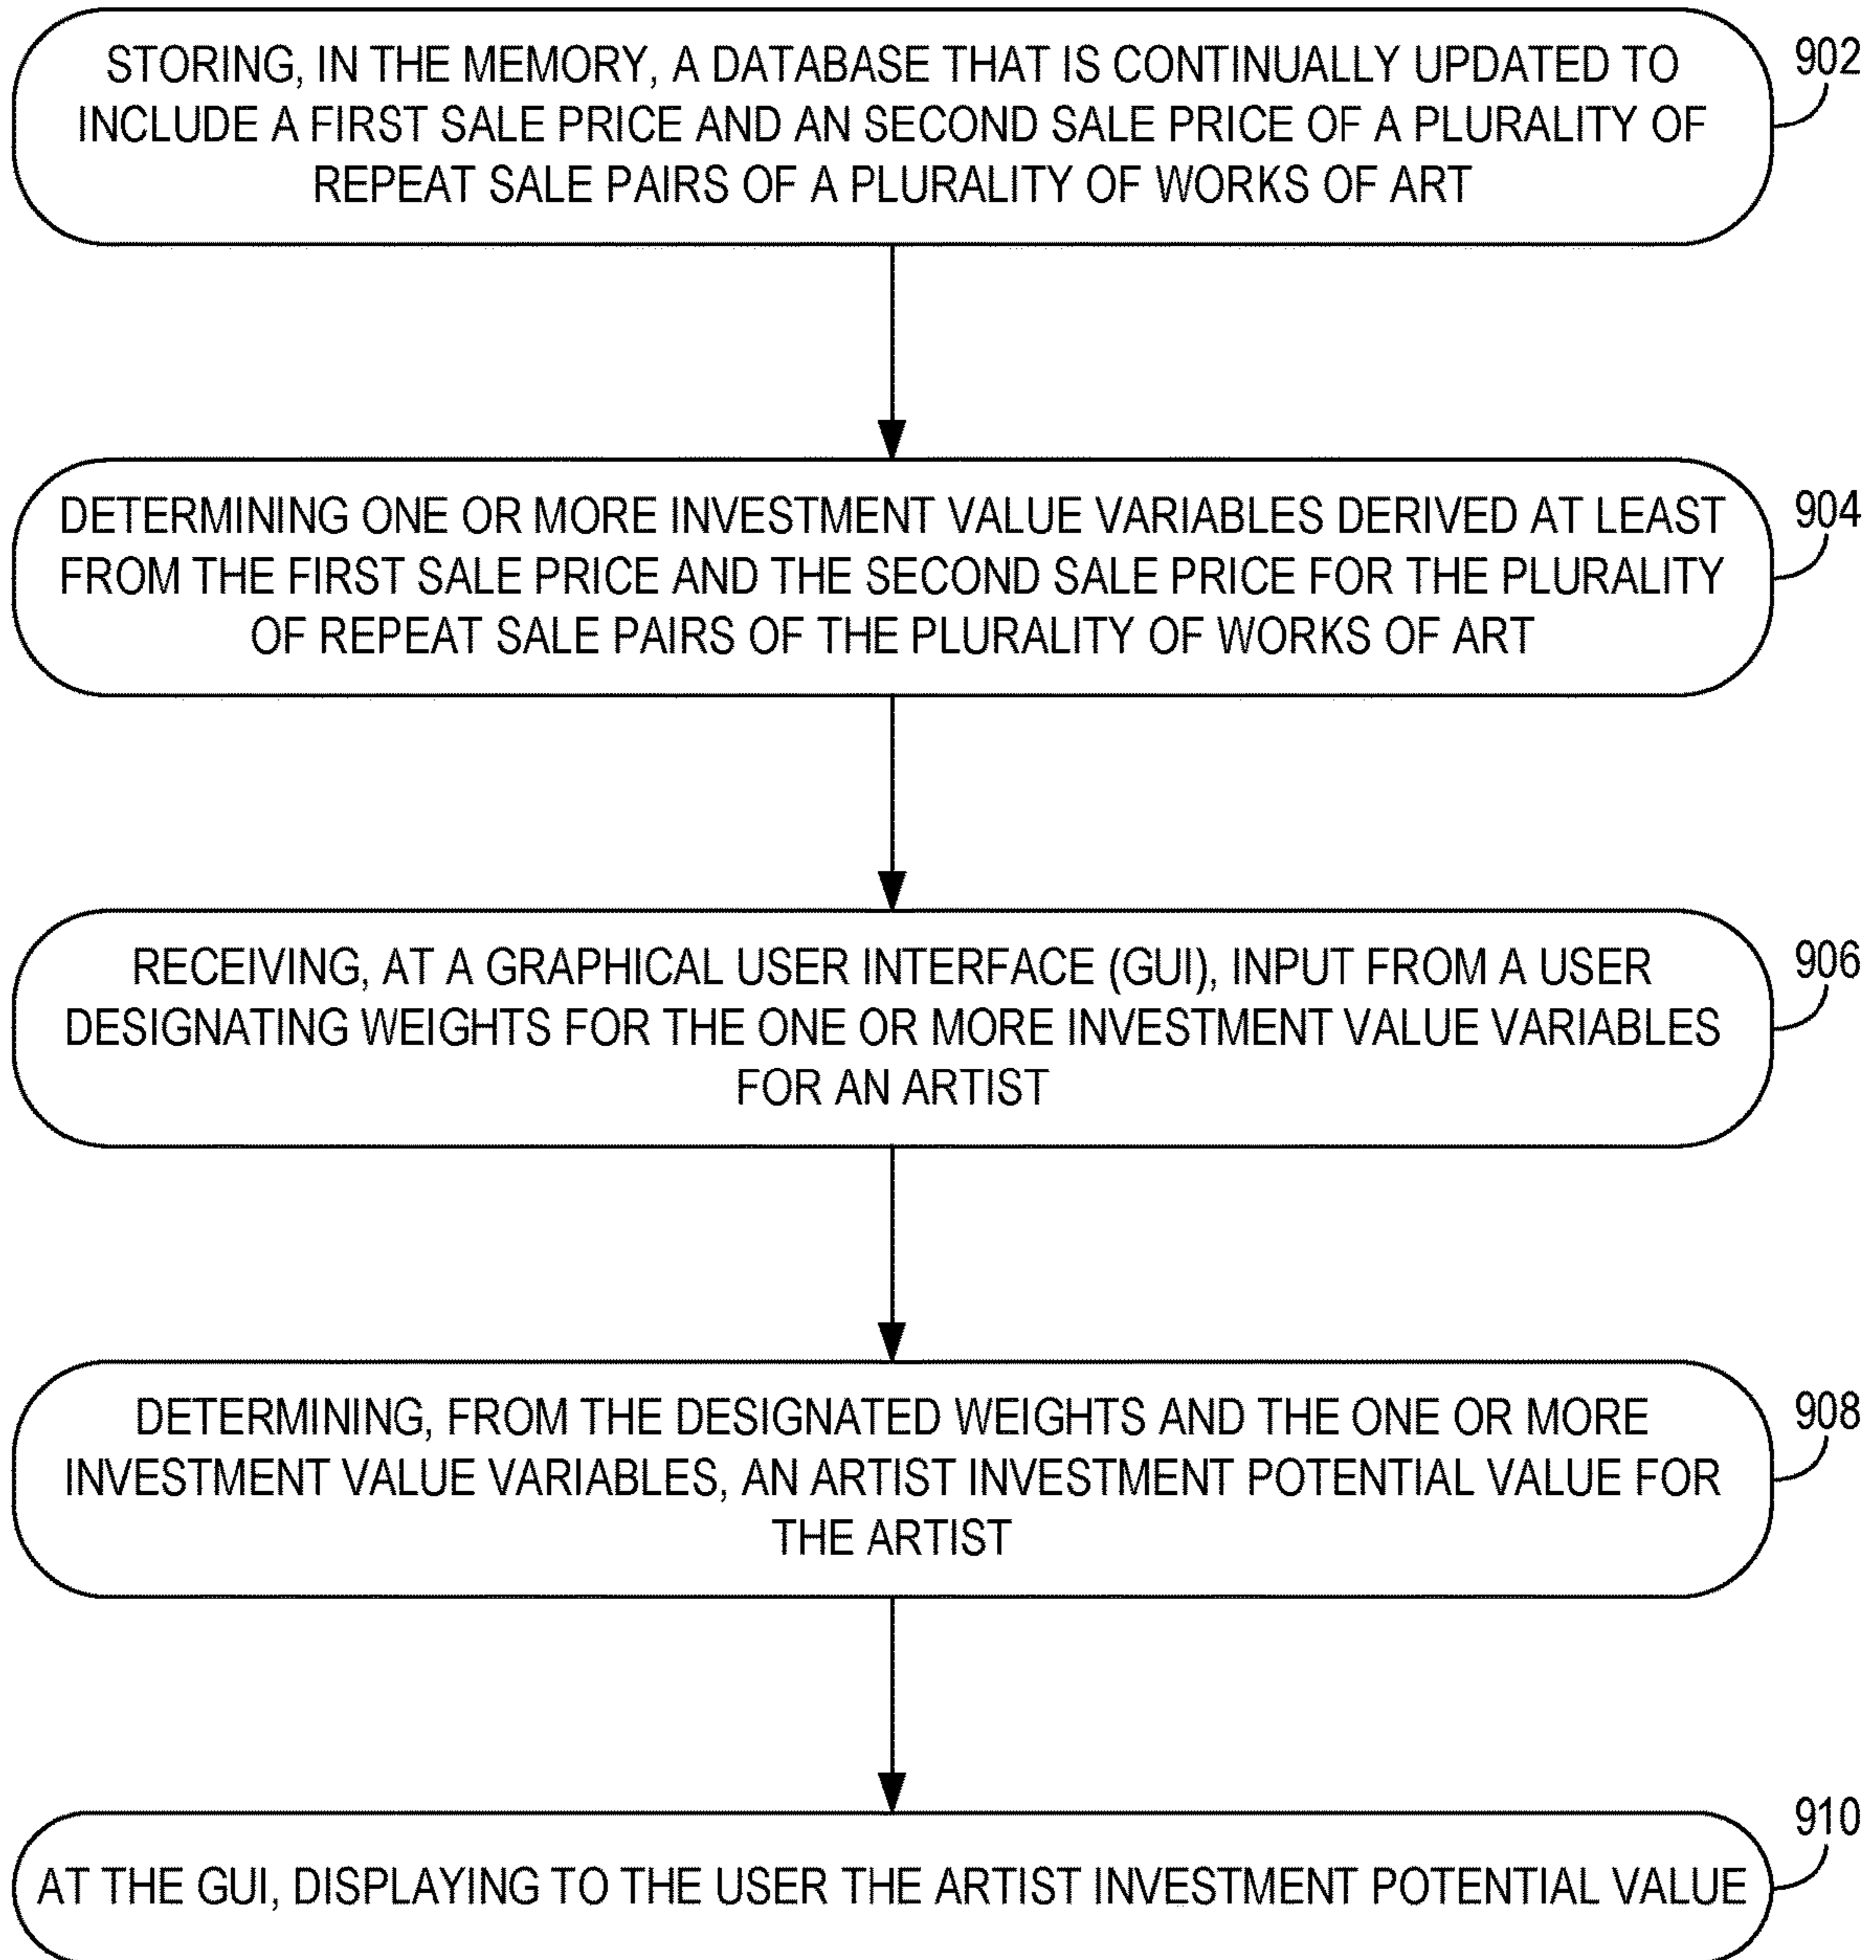 STORING, IN THE MEMORY, A DATABASE THAT IS CONTINUALLY UPDATED TO
INCLUDE A FIRST SALE PRICE AND AN SECOND SALE PRICE OF A PLURALITY OF
REPEAT SALE PAIRS OF A PLURALITY OF WORKS OF ART
902
DETERMINING ONE OR MORE INVESTMENT VALUE VARIABLES DERIVED AT LEAST
FROM THE FIRST SALE PRICE AND THE SECOND SALE PRICE FOR THE PLURALITY
OF REPEAT SALE PAIRS OF THE PLURALITY OF WORKS OF ART
904
RECEIVING, AT A GRAPHICAL USER INTERFACE (GUI), INPUT FROM A USER
DESIGNATING WEIGHTS FOR THE ONE OR MORE INVESTMENT VALUE VARIABLES
FOR AN ARTIST
906
DETERMINING, FROM THE DESIGNATED WEIGHTS AND THE ONE OR MORE
INVESTMENT VALUE VARIABLES, AN ARTIST INVESTMENT POTENTIAL VALUE FOR
THE ARTIST
908
AT THE GUI, DISPLAYING TO THE USER THE ARTIST INVESTMENT POTENTIAL VALUE
910